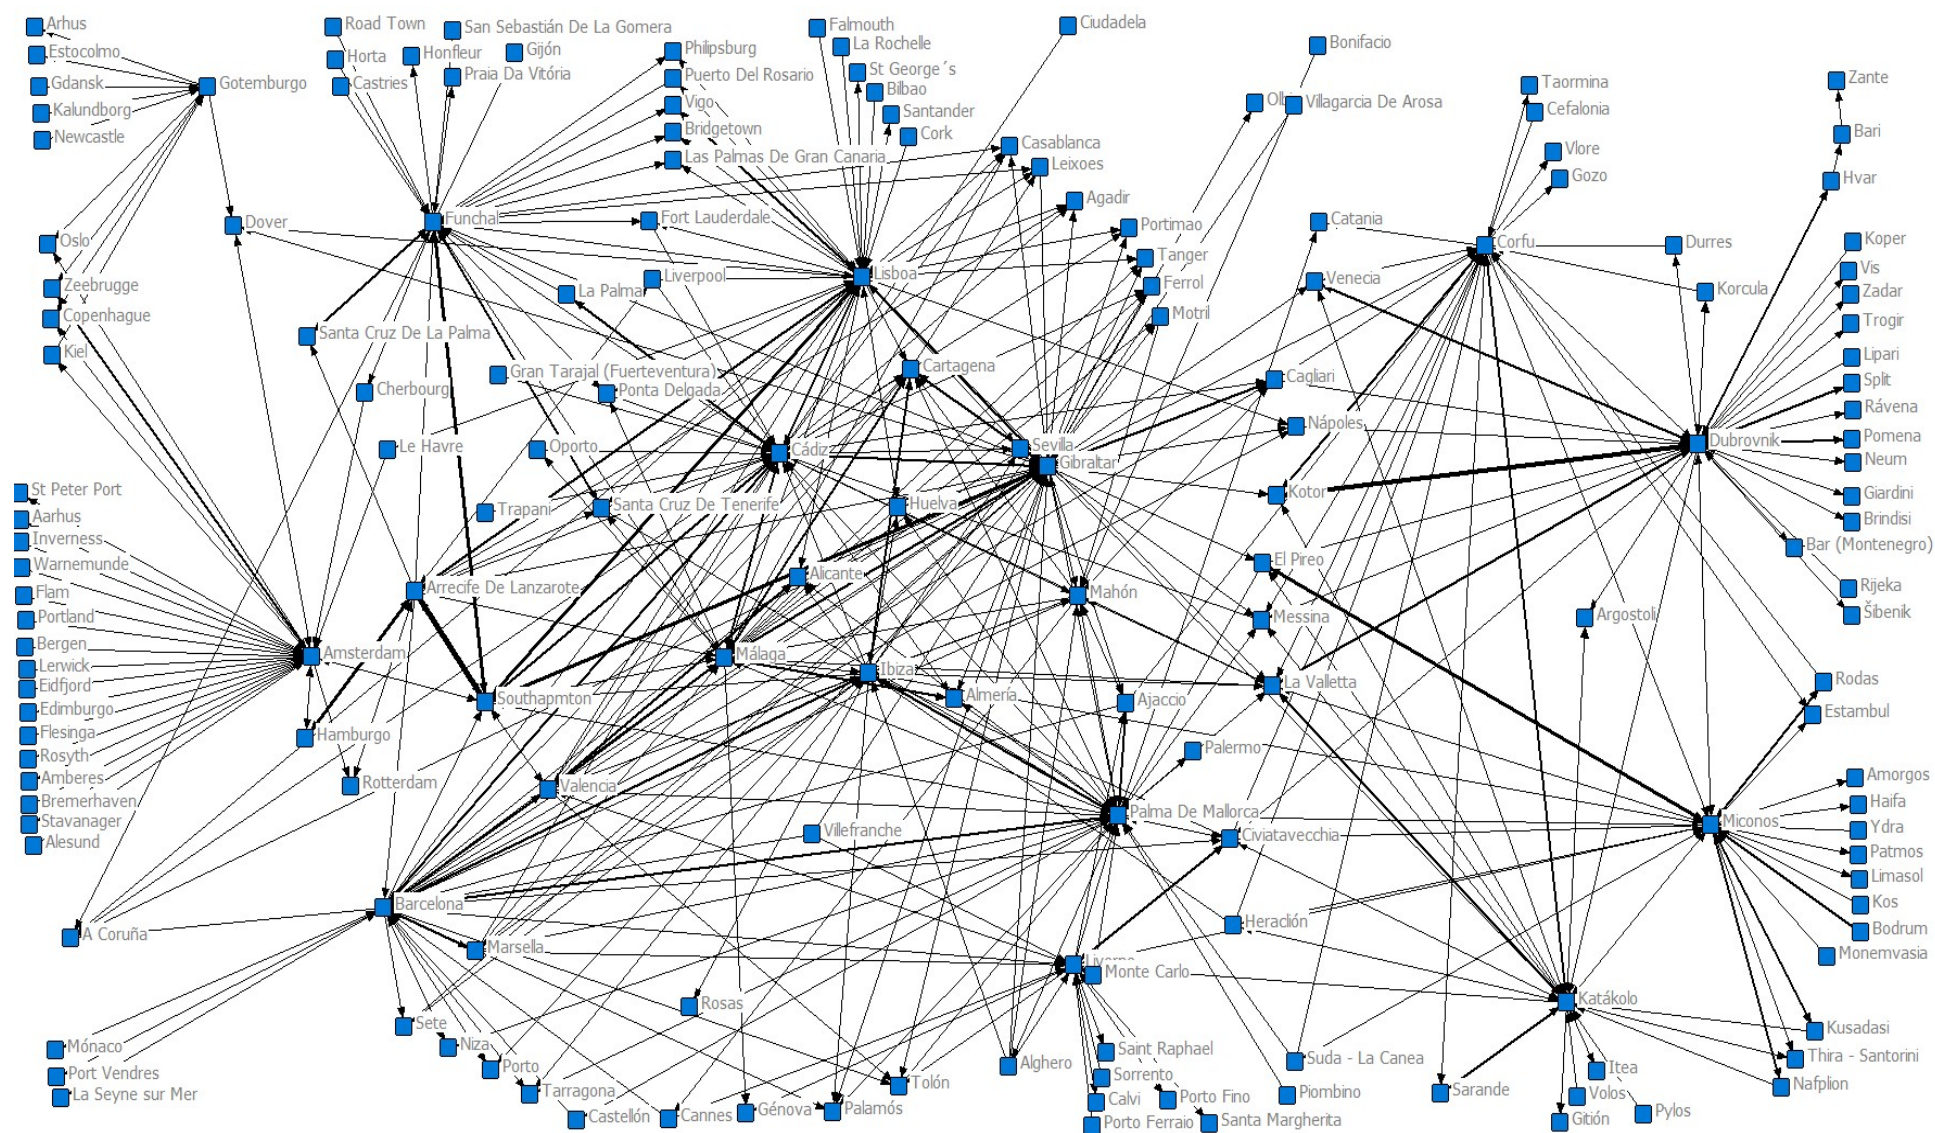 Arhus
Road Town
San Sebastián De La Gomera
Falmouth
Ciudadela
Estocolmo
Horta
Honfleur
Gijón
Philipsburg
La Rochelle
Bonifacio
Gdansk
Gotemburgo
Castries
Praia Da Vitória
Puerto Del Rosario
St George´s
Taormina
Zante
Kalundborg
Vigo
Bilbao
Villagarcia De Arosa
Cefalonia
Newcastle
Bridgetown
Santander
Bari
Las Palmas De Gran Canaria
Cork
Casablanca
Vlore
Leixoes
Gozo
Hvar
Agadir
Dover
Funchal
Fort Lauderdale
Portimao
Catania
Oslo
Corfu
Durres
Koper
Zeebrugge
Liverpool
Lisboa
Tanger
Venecia
Vis
Copenhague
La Palma
Ferrol
Korcula
Zadar
Kiel
Santa Cruz De La Palma
Motril
Trogir
Gran Tarajal (Fuerteventura)
Cartagena
Cagliari
Lipari
Cherbourg
Ponta Delgada
Split
Rávena
Le Havre
Oporto
Cádiz
Sevilla
Nápoles
Dubrovnik
Pomena
Gibraltar
Neum
St Peter Port
Trapani
Santa Cruz De Tenerife
Huelva
Kotor
Giardini
Aarhus
Brindisi
Inverness
Bar (Montenegro)
Warnemunde
Arrecife De Lanzarote
Alicante
El Pireo
Rijeka
Flam
Mahón
Šibenik
Portland
Messina
Argostoli
Bergen
Amsterdam
Málaga
Lerwick
Ibiza
La Valletta
Rodas
Eidfjord
Southapmton
Almería
Ajaccio
Estambul
Edimburgo
Flesinga
Hamburgo
Palermo
Rosyth
Rotterdam
Valencia
Amorgos
Amberes
Haifa
Bremerhaven
Villefranche
Palma De Mallorca
Miconos
Ydra
Stavanager
Civiatavecchia
Patmos
Alesund
Limasol
Barcelona
Kos
A Coruña
Marsella
Heraclión
Bodrum
Monemvasia
Monte Carlo
Rosas
Katákolo
Sete
Kusadasi
Mónaco
Niza
Saint Raphael
Suda - La Canea
Thira - Santorini
Port Vendres
Porto
Alghero
Sorrento
Itea
Nafplion
La Seyne sur Mer
Tarragona
Tolón
Calvi
Porto Fino
Piombino
Sarande
Volos
Castellón
Cannes
Génova
Palamós
Porto Ferraio
Santa Margherita
Gitión
Pylos